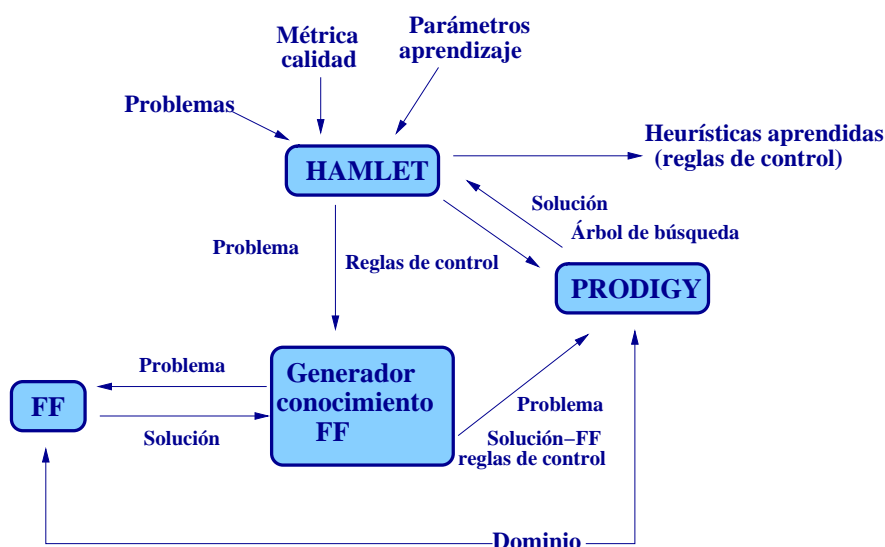 Métrica
calidad
Parámetros
aprendizaje
Problemas
Heurísticas aprendidas
(reglas de control)
HAMLET
Solución
Árbol de búsqueda
Problema
Reglas de control
PRODIGY
Generador
conocimiento
FF
Problema
FF
Solución
Problema
Solución−FF
reglas de control
Dominio